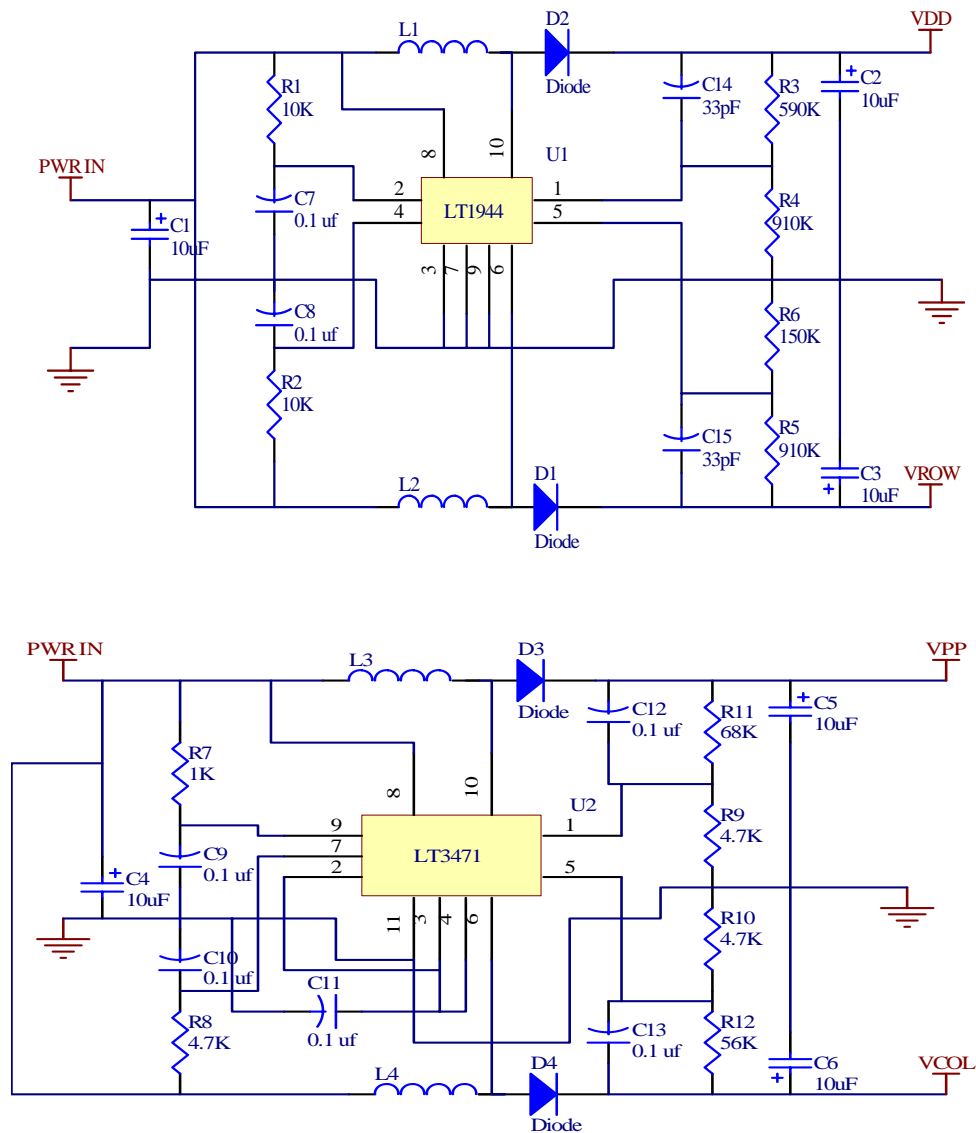 L1
D2
VDD
R1
10K
Diode
C14
33pF
R3
590K
C2
10uF
8
10
U1
PWR IN
C1
10uF
C7
0.1 uf
2
4
LT1944
1
5
R4
910K
3
7
9
6
C8
0.1 uf
R6
150K
R2
10K
C15
33pF
R5
910K
L2
D1
Diode
C3
10uF
VROW
PWR IN
L3
D3
VPP
Diode
C12
0.1 uf
R11
68K
C5
10uF
R7
1K
8
10
U2
9
7
2
LT3471
1
5
R9
4.7K
C9
0.1 uf
C4
10uF
11
3
4
6
R10
4.7K
C10
0.1 uf
C11
0.1 uf
R8
4.7K
C13
0.1 uf
R12
56K
L4
D4
Diode
C6
10uF
VCOL